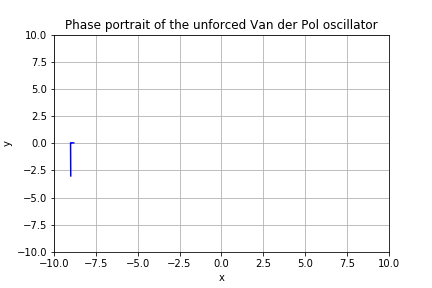 Phase portrait of the unforced Van der Pol oscillator
10.0
7.5
5.0
2.5
0.0
−2.5
−5.0
−7.5
−10.0
y
−10.0 −7.5 −5.0 −2.5 0.0 2.5 5.0 7.5 10.0
x